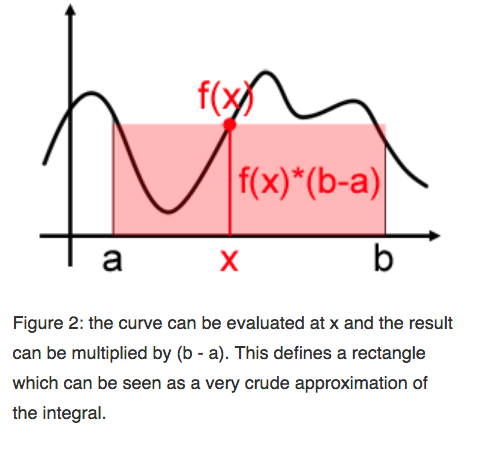 f(x)
f(x)*(b-a)
a x b
Figure 2: the curve can be evaluated at x and the result
can be multiplied by (b - a). This defines a rectangle
which can be seen as a very crude approximation of
the integral.